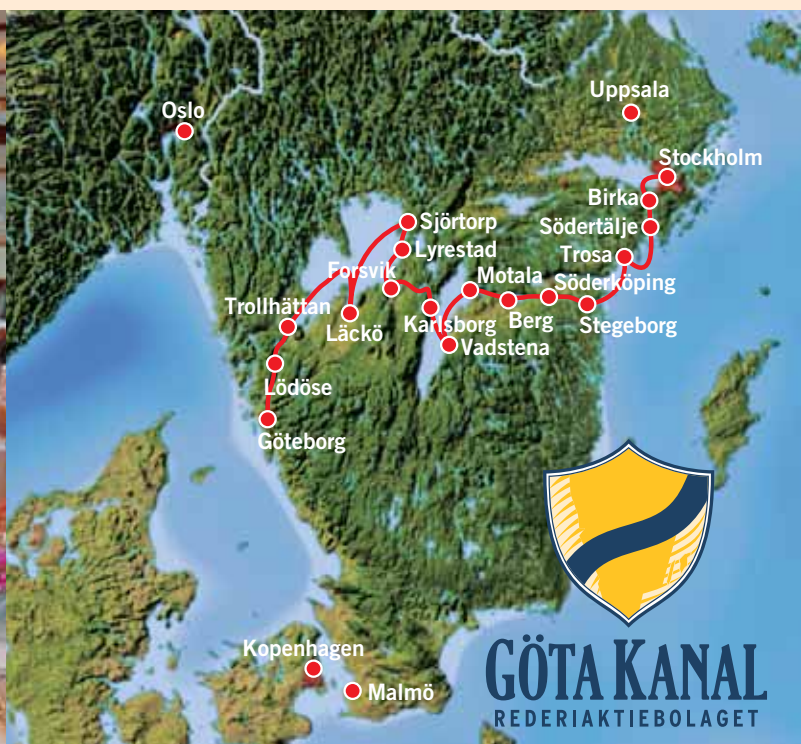 Uppsala
Oslo
Stockholm
Birka
Sjörtorp
Södertälje
Lyrestad
Trosa
Forsvik
Motala
Söderköping
Trollhättan
Läckö
Karlsborg
Berg
Stegeborg
Vadstena
Lödöse
Göteborg
Kopenhagen
Malmö
GÖTA KANAL
REDERIAKTIEBOLAGET